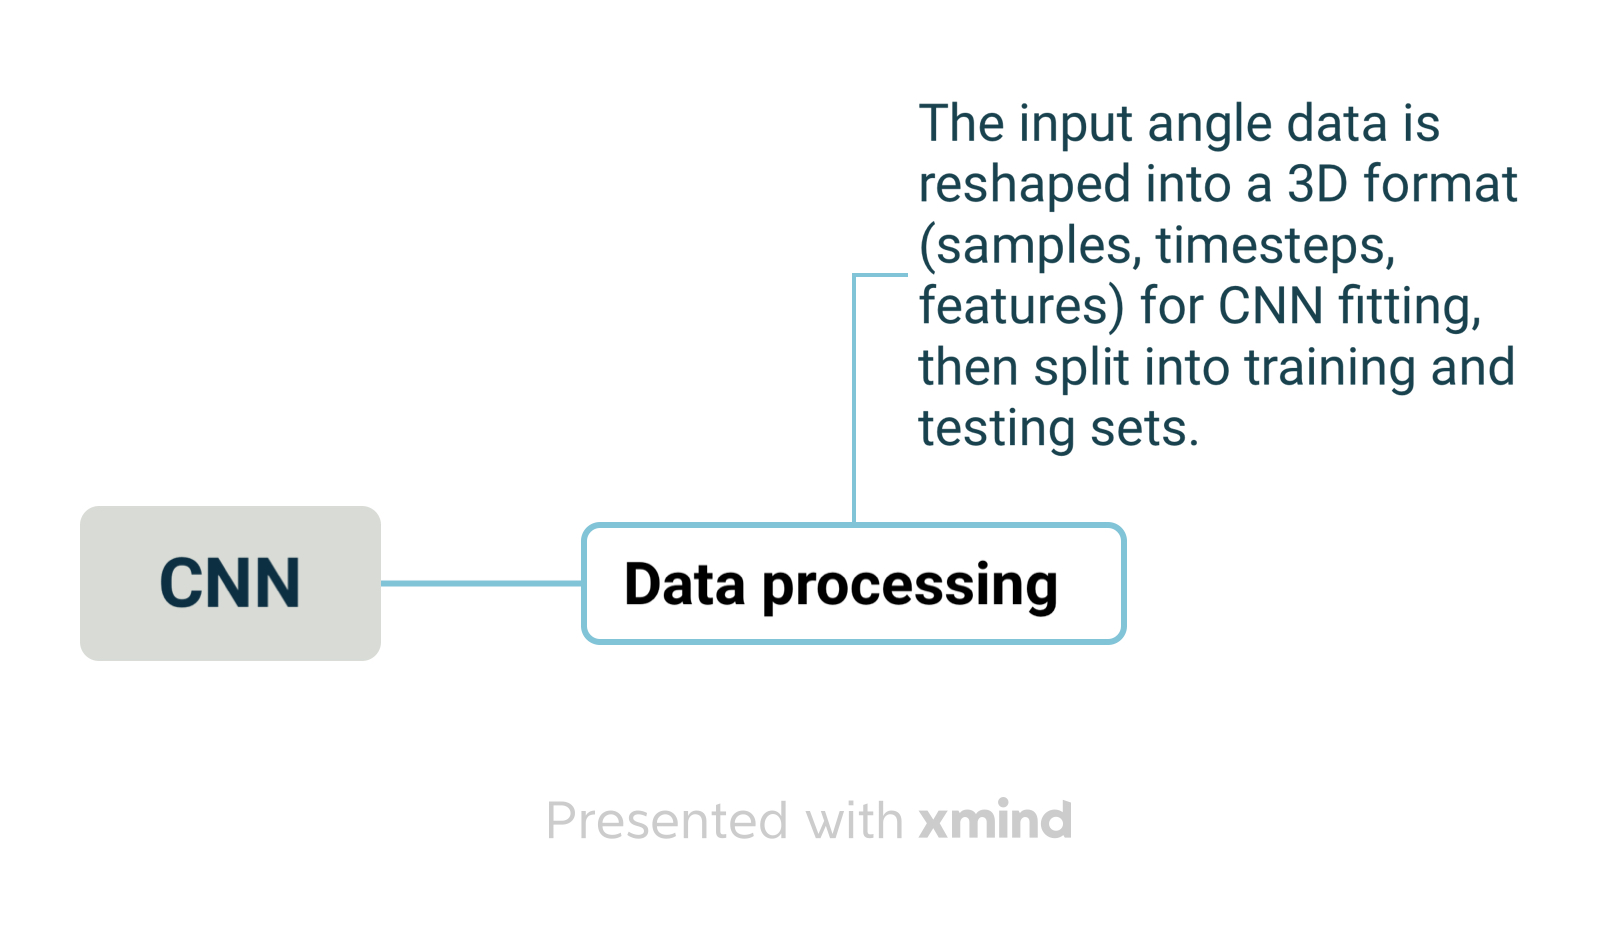 The input angle data is
reshaped into a 3D format
(samples, timesteps,
features) for CNN fitting,
then split into training and
testing sets.
CNN
Data processing
Presented with xmind